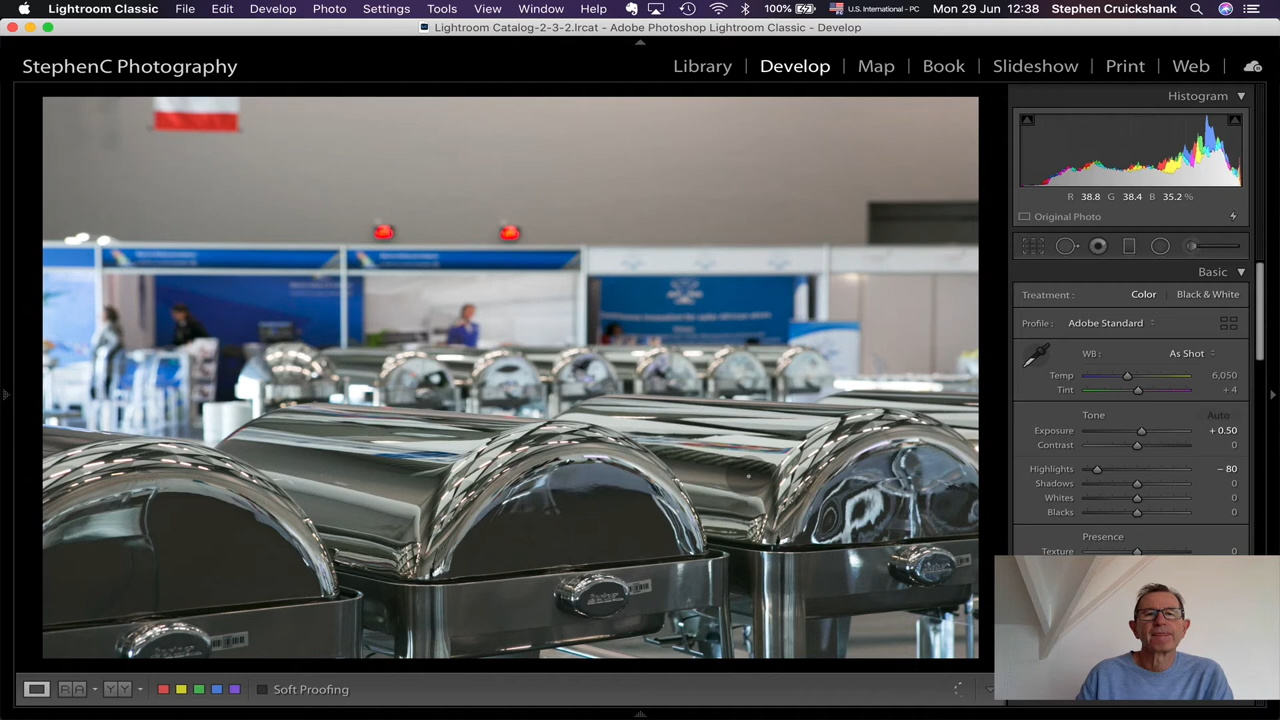 Lightroom Classic File Edit Develop Photo Settings Tools View Window Help 100% U.S. International - PC Mon 29 Jun 12:38 Stephen Cruickshank
Lightroom Catalog-2-3-2.lrcat - Adobe Photoshop Lightroom Classic - Develop
StephenC Photography
Library | Develop | Map | Book | Slideshow | Print | Web
Histogram
R 38.8 G 38.4 B 35.2 %
Original Photo
Basic
Treatment : Color Black & White
Profile : Adobe Standard
WB : As Shot
Temp 6,050
Tint + 4
Tone Auto
Exposure + 0.50
Contrast 0
Highlights – 80
Shadows 0
Whites 0
Blacks 0
Presence
Texture 0
Soft Proofing